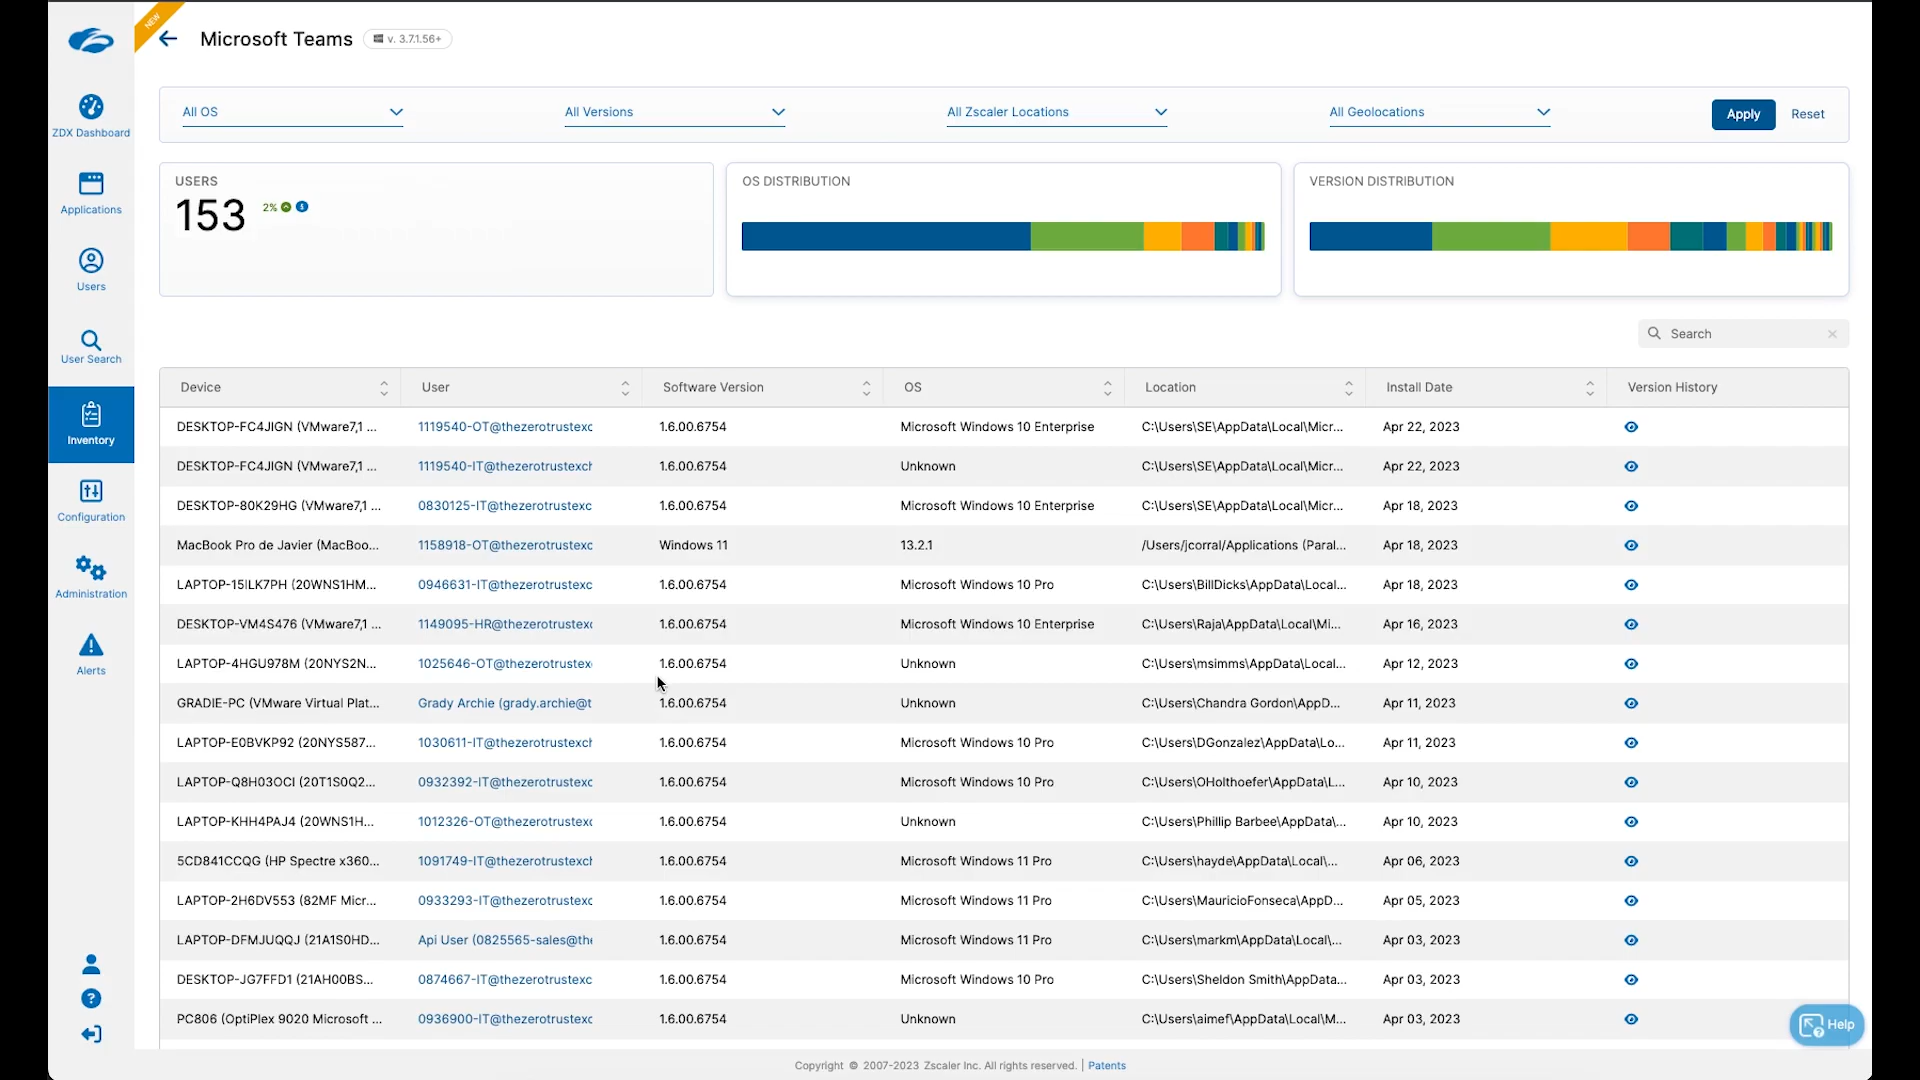 NEW
Microsoft Teams
v. 3.7.1.56+
All OS
All Versions
All Zscaler Locations
All Geolocations
Apply
Reset
ZDX Dashboard
Applications
Users
User Search
Inventory
Configuration
Administration
Alerts
USERS
153
2%
OS DISTRIBUTION
VERSION DISTRIBUTION
Search
Device User Software Version OS Location Install Date Version History
DESKTOP-FC4JIGN (VMware7,1 ... 1119540-OT@thezerotrustexc 1.6.00.6754 Microsoft Windows 10 Enterprise C:\Users\SE\AppData\Local\Micr... Apr 22, 2023
DESKTOP-FC4JIGN (VMware7,1 ... 1119540-IT@thezerotrustexch 1.6.00.6754 Unknown C:\Users\SE\AppData\Local\Micr... Apr 22, 2023
DESKTOP-80K29HG (VMware7,1 ... 0830125-IT@thezerotrustexc 1.6.00.6754 Microsoft Windows 10 Enterprise C:\Users\SE\AppData\Local\Micr... Apr 18, 2023
MacBook Pro de Javier (MacBoo... 1158918-OT@thezerotrustexc Windows 11 13.2.1 /Users/jcorral/Applications (Paral... Apr 18, 2023
LAPTOP-15ILK7PH (20WNS1HM... 0946631-IT@thezerotrustexc 1.6.00.6754 Microsoft Windows 10 Pro C:\Users\BillDicks\AppData\Local... Apr 18, 2023
DESKTOP-VM4S476 (VMware7,1 ... 1149095-HR@thezerotrustexc 1.6.00.6754 Microsoft Windows 10 Enterprise C:\Users\Raja\AppData\Local\Mi... Apr 16, 2023
LAPTOP-4HGU978M (20NYS2N... 1025646-OT@thezerotrustex 1.6.00.6754 Unknown C:\Users\msimms\AppData\Local... Apr 12, 2023
GRADIE-PC (VMware Virtual Plat... Grady Archie (grady.archie@t 1.6.00.6754 Unknown C:\Users\Chandra Gordon\AppD... Apr 11, 2023
LAPTOP-E0BVKP92 (20NYS587... 1030611-IT@thezerotrustexch 1.6.00.6754 Microsoft Windows 10 Pro C:\Users\DGonzalez\AppData\Lo... Apr 11, 2023
LAPTOP-Q8H03OCI (20T1S0Q2... 0932392-IT@thezerotrustexc 1.6.00.6754 Microsoft Windows 10 Pro C:\Users\OHolthoefer\AppData\L... Apr 10, 2023
LAPTOP-KHH4PAJ4 (20WNS1H... 1012326-OT@thezerotrustexc 1.6.00.6754 Unknown C:\Users\Phillip Barbee\AppData\... Apr 10, 2023
5CD841CCQG (HP Spectre x360... 1091749-IT@thezerotrustexch 1.6.00.6754 Microsoft Windows 11 Pro C:\Users\hayde\AppData\Local\... Apr 06, 2023
LAPTOP-2H6DV553 (82MF Micr... 0933293-IT@thezerotrustexc 1.6.00.6754 Microsoft Windows 11 Pro C:\Users\MauricioFonseca\AppD... Apr 05, 2023
LAPTOP-DFMJUQQJ (21A1S0HD... Api User (0825565-sales@the 1.6.00.6754 Microsoft Windows 11 Pro C:\Users\markm\AppData\Local\... Apr 03, 2023
DESKTOP-JG7FFD1 (21AH00BS... 0874667-IT@thezerotrustexc 1.6.00.6754 Microsoft Windows 10 Pro C:\Users\Sheldon Smith\AppData... Apr 03, 2023
PC806 (OptiPlex 9020 Microsoft ... 0936900-IT@thezerotrustexc 1.6.00.6754 Unknown C:\Users\aimef\AppData\Local\M... Apr 03, 2023
Help
Copyright © 2007-2023 Zscaler Inc. All rights reserved. | Patents